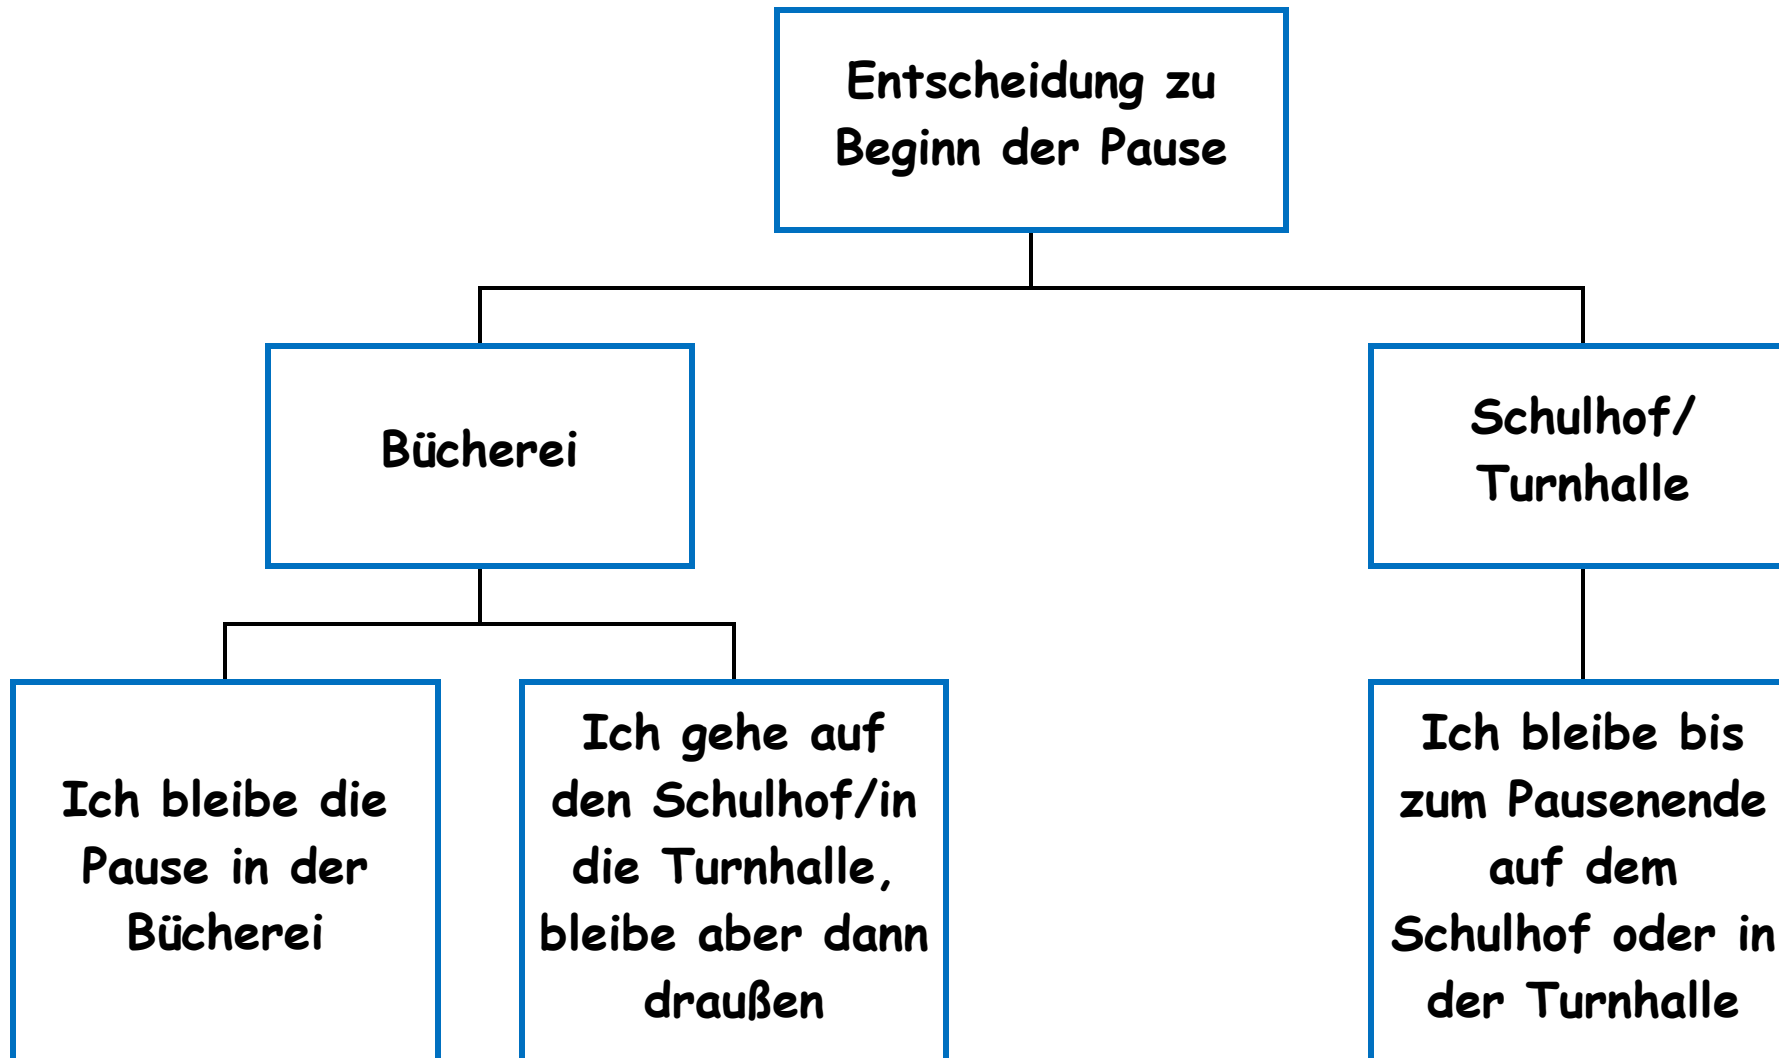 Entscheidung zu
Beginn der Pause
Bücherei
Schulhof/
Turnhalle
Ich bleibe die
Pause in der
Bücherei
Ich gehe auf
den Schulhof/in
die Turnhalle,
bleibe aber dann
draußen
Ich bleibe bis
zum Pausenende
auf dem
Schulhof oder in
der Turnhalle